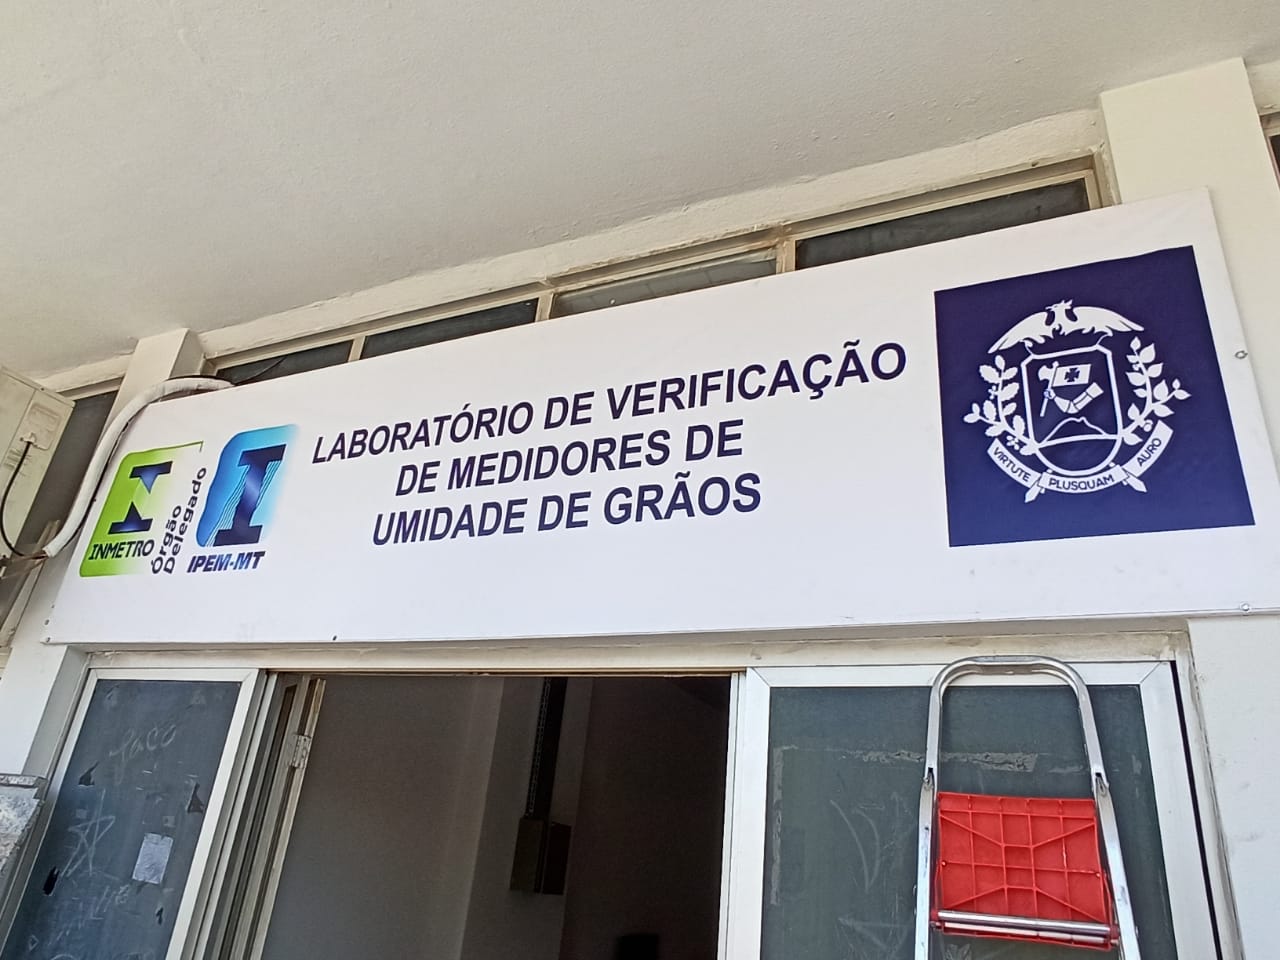 LABORATÓRIO DE VERIFICAÇÃO
DE MEDIDORES DE
UMIDADE DE GRÃOS
INMETRO
Órgão
Delegado
IPEM-MT
VIRTUTE PLUSQUAM AURO